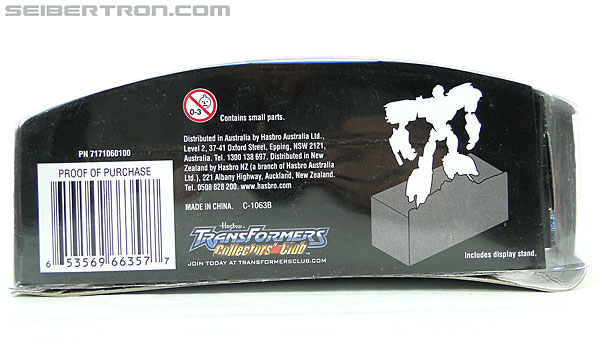 SEIBERTRON.COM
0-3
Contains small parts.
Distributed in Australia by Hasbro Australia Ltd.,
Level 2, 37-41 Oxford Street, Epping, NSW 2121,
Australia. Tel. 1300 138 697. Distributed in New
Zealand by Hasbro NZ (a branch of Hasbro Australia
Ltd.), 221 Albany Highway, Auckland, New Zealand.
Tel. 0508 828 200. www.hasbro.com
MADE IN CHINA. C-1063B
Hasbro
TRANSFORMERS
Collectors' Club
JOIN TODAY AT TRANSFORMERSCLUB.COM
PN 7171060100
PROOF OF PURCHASE
6 53569 66357 7
Includes display stand.